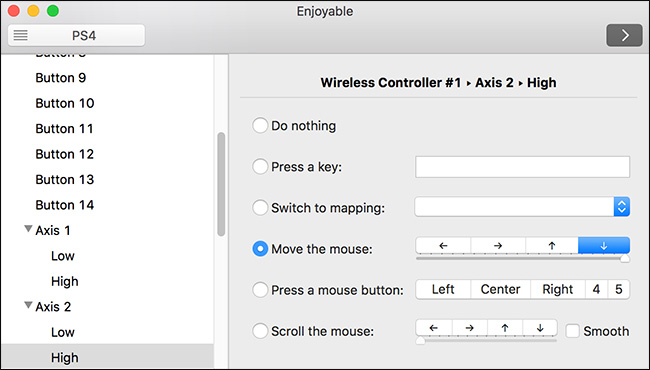 Enjoyable
PS4
Button 9
Button 10
Button 11
Button 12
Button 13
Button 14
Axis 1
Low
High
Axis 2
Low
High
Wireless Controller #1 ‣ Axis 2 ‣ High
Do nothing
Press a key:
Switch to mapping:
Move the mouse: ← → ↑ ↓
Press a mouse button: Left Center Right 4 5
Scroll the mouse: ← → ↑ ↓ Smooth